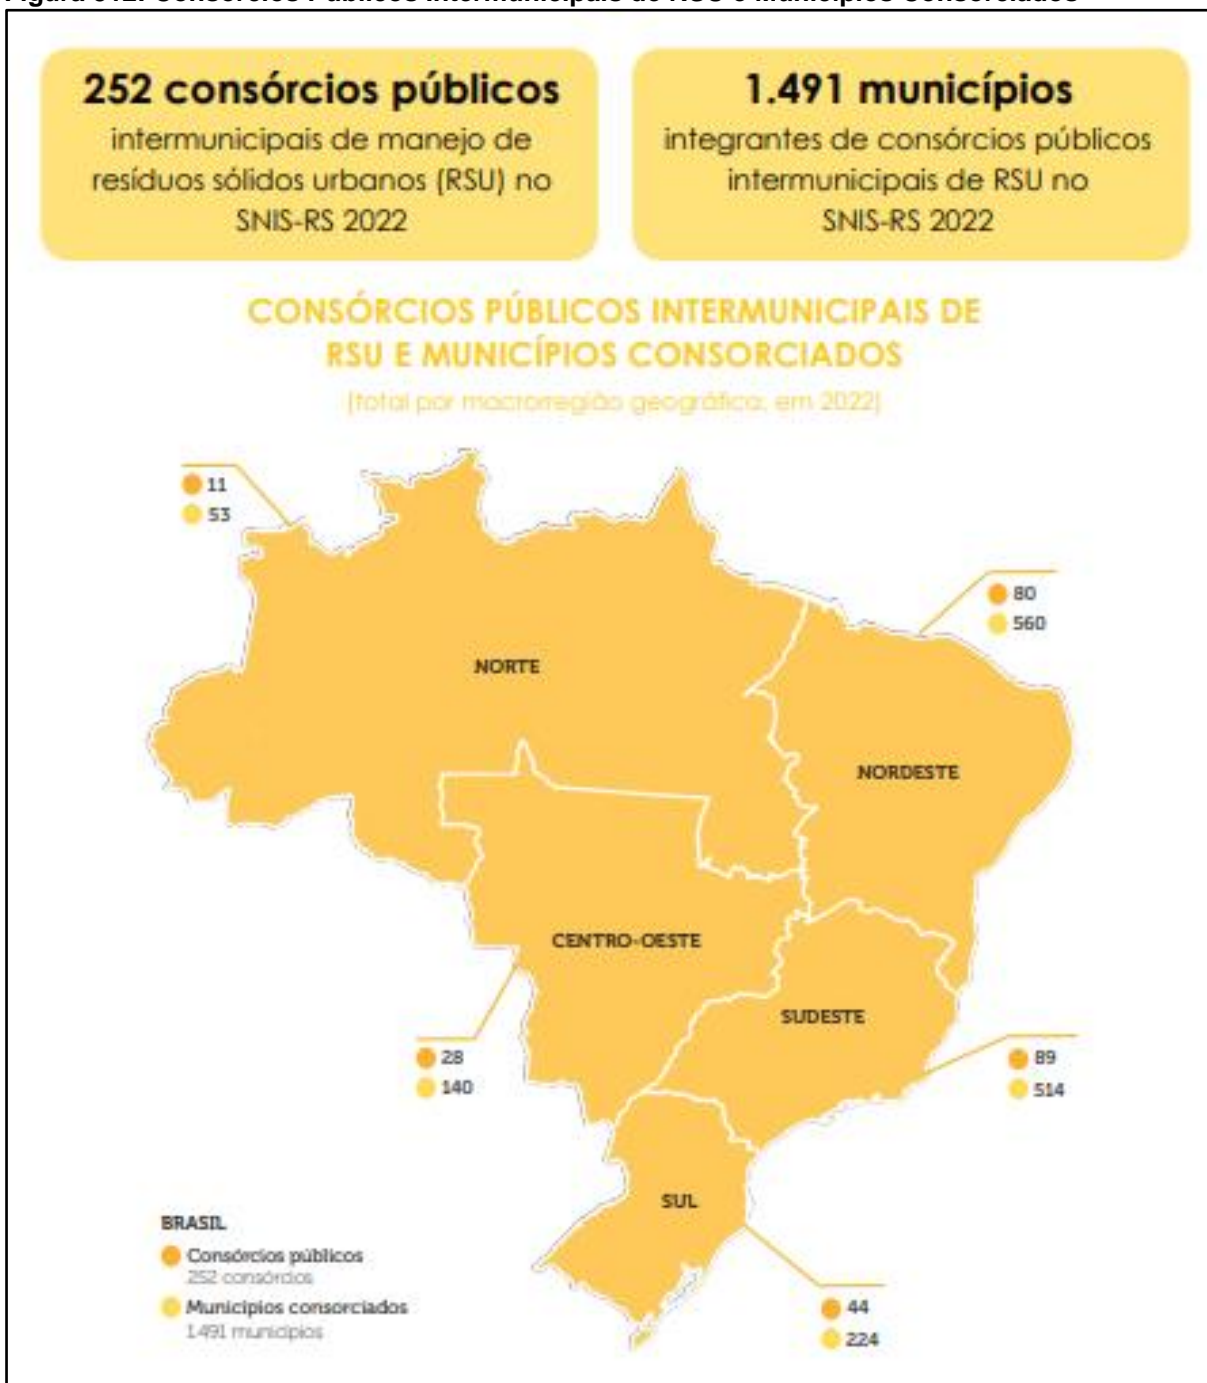 252 consórcios públicos
intermunicipais de manejo de
resíduos sólidos urbanos (RSU) no
SNIS-RS 2022
1.491 municípios
integrantes de consórcios públicos
intermunicipais de RSU no
SNIS-RS 2022
CONSÓRCIOS PÚBLICOS INTERMUNICIPAIS DE
RSU E MUNICÍPIOS CONSORCIADOS
(total por macrorregião geográfica, em 2022)
11
53
80
560
NORTE
NORDESTE
CENTRO-OESTE
SUDESTE
28
140
89
514
SUL
BRASIL
Consórcios públicos
252 consórcios
Municípios consorciados
1.491 municípios
44
224